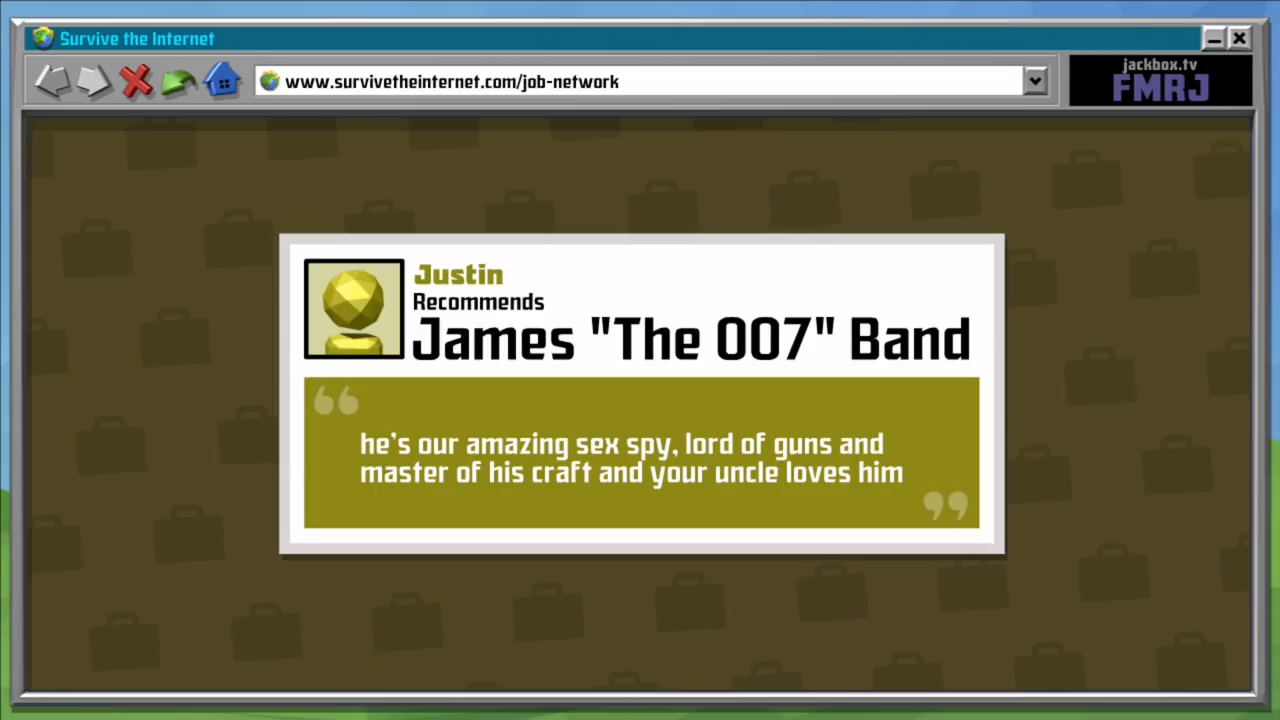 Survive the Internet
www.survivetheinternet.com/job-network
jackbox.tv
FMRJ
Justin
Recommends
James "The 007" Band
“
he's our amazing sex spy, lord of guns and
master of his craft and your uncle loves him
”